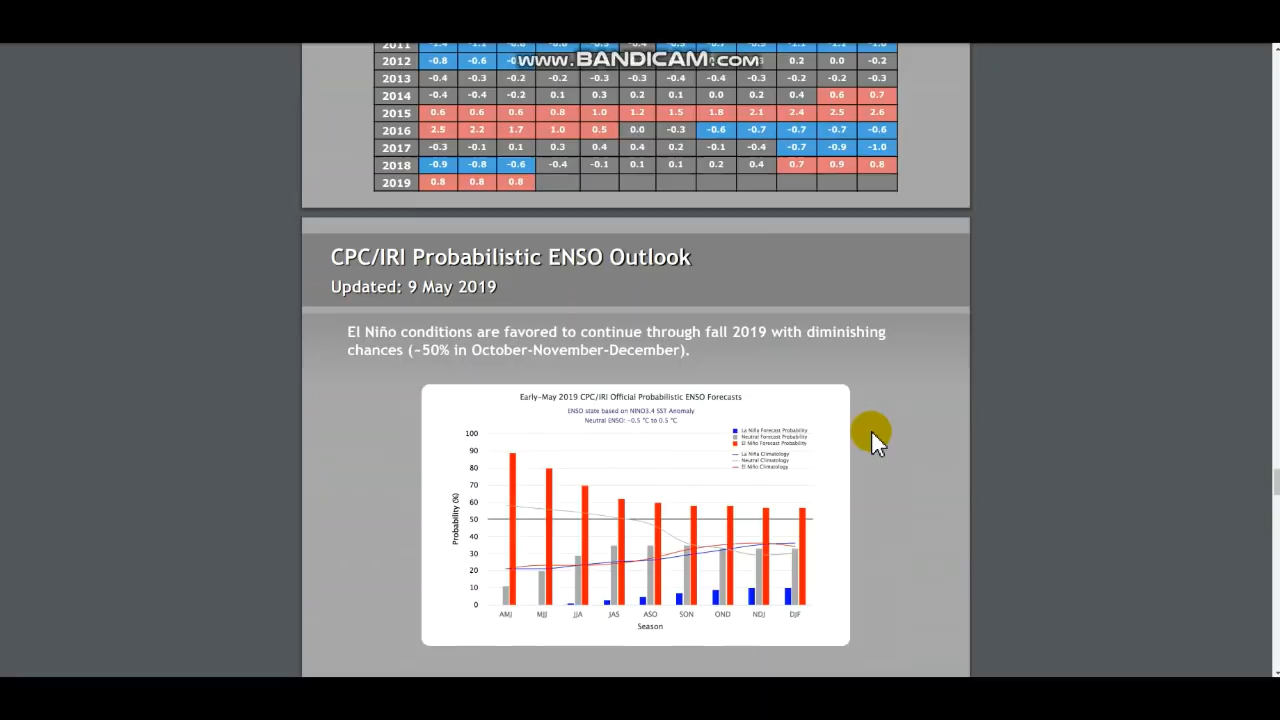 www.BANDICAM.com
2011 -1.4 -1.1
2012 -0.8 -0.6 0.2 0.0 -0.2
2013 -0.4 -0.3 -0.2 -0.2 -0.3 -0.3 -0.4 -0.4 -0.3 -0.2 -0.2 -0.3
2014 -0.4 -0.4 -0.2 0.1 0.3 0.2 0.1 0.0 0.2 0.4 0.6 0.7
2015 0.6 0.6 0.6 0.8 1.0 1.2 1.5 1.8 2.1 2.4 2.5 2.6
2016 2.5 2.2 1.7 1.0 0.5 0.0 -0.3 -0.6 -0.7 -0.7 -0.7 -0.6
2017 -0.3 -0.1 0.1 0.3 0.4 0.4 0.2 -0.1 -0.4 -0.7 -0.9 -1.0
2018 -0.9 -0.8 -0.6 -0.4 -0.1 0.1 0.1 0.2 0.4 0.7 0.9 0.8
2019 0.8 0.8 0.8
CPC/IRI Probabilistic ENSO Outlook
Updated: 9 May 2019
El Niño conditions are favored to continue through fall 2019 with diminishing
chances (~50% in October-November-December).
Early-May 2019 CPC/IRI Official Probabilistic ENSO Forecasts
ENSO state based on NINO3.4 SST Anomaly
Neutral ENSO: -0.5 °C to 0.5 °C
La Niña Forecast Probability
Neutral Forecast Probability
El Niño Forecast Probability
La Niña Climatology
Neutral Climatology
El Niño Climatology
Probability (%)
100
90
80
70
60
50
40
30
20
10
0
AMJ MJJ JJA JAS ASO SON OND NDJ DJF
Season